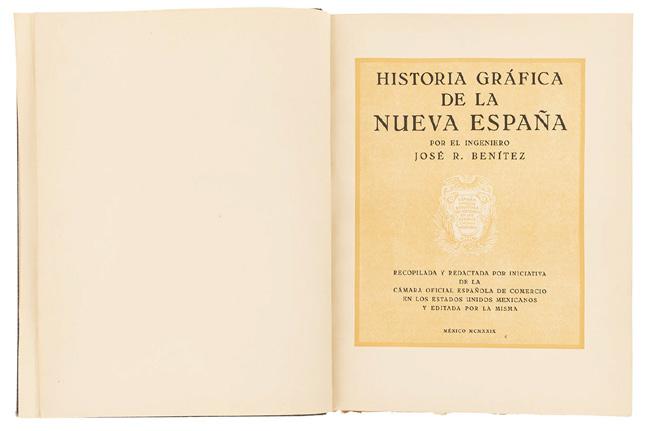 HISTORIA GRÁFICA
DE LA
NUEVA ESPAÑA
POR EL INGENIERO
JOSÉ R. BENÍTEZ
RECOPILADA Y REDACTADA POR INICIATIVA
DE LA
CÁMARA OFICIAL ESPAÑOLA DE COMERCIO
EN LOS ESTADOS UNIDOS MEXICANOS
Y EDITADA POR LA MISMA
MÉXICO MCMXXIX